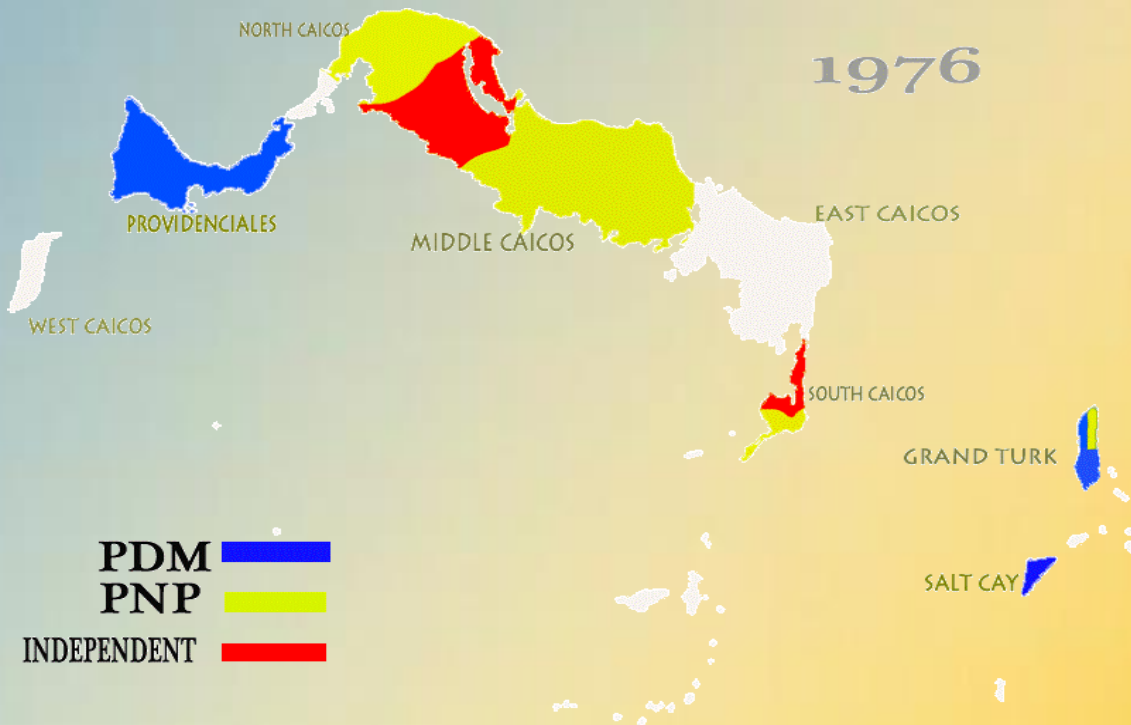 NORTH CAICOS
1976
PROVIDENCIALES
EAST CAICOS
MIDDLE CAICOS
WEST CAICOS
SOUTH CAICOS
GRAND TURK
PDM
SALT CAY
PNP
INDEPENDENT